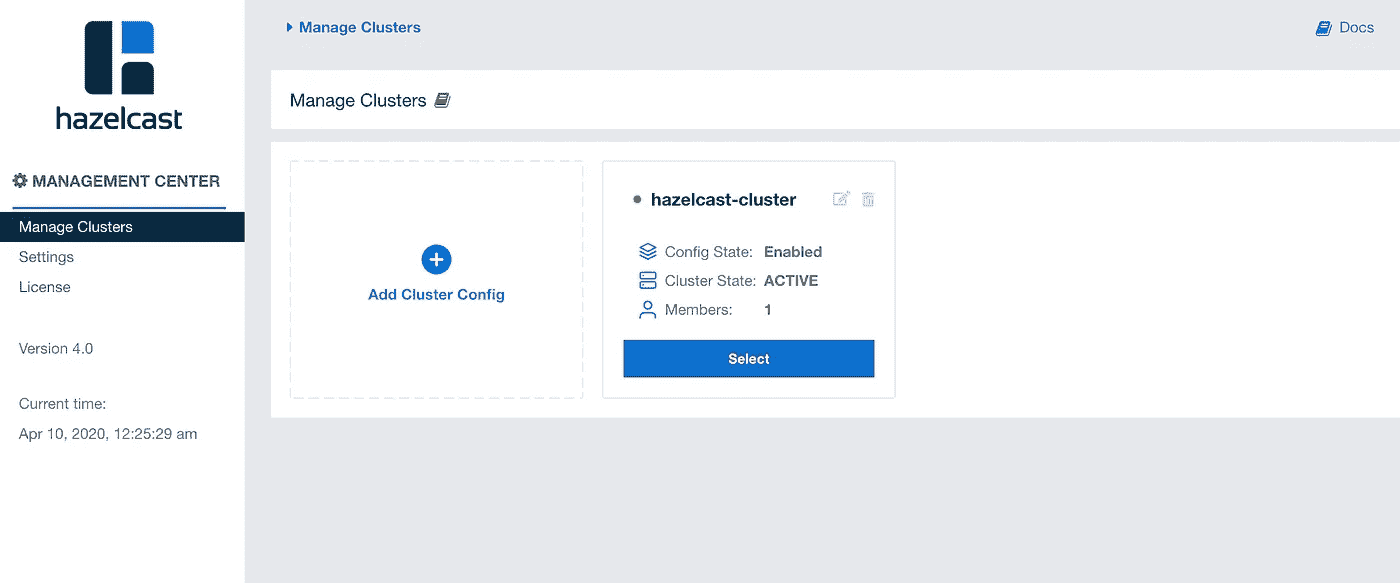 hazelcast
MANAGEMENT CENTER
Manage Clusters
Settings
License
Version 4.0
Current time:
Apr 10, 2020, 12:25:29 am
Manage Clusters
Docs
Manage Clusters
Add Cluster Config
hazelcast-cluster
Config State: Enabled
Cluster State: ACTIVE
Members: 1
Select